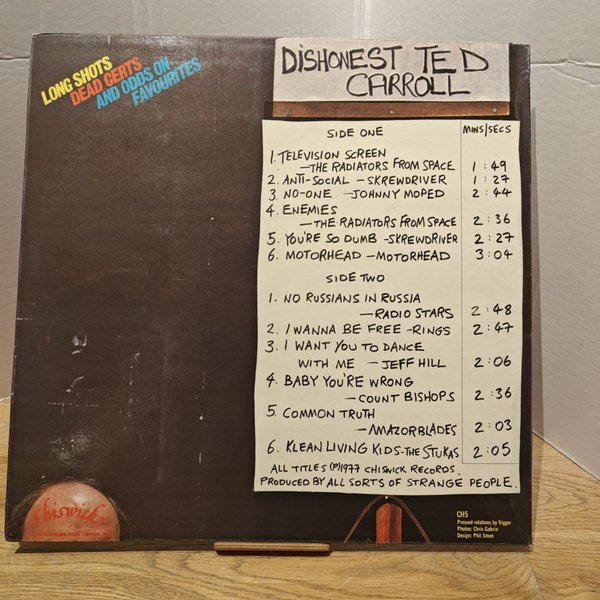 LONG SHOTS
DEAD CERTS
AND ODDS ON
FAVOURITES
DISHONEST TED
CARROLL
SIDE ONE
MINS/SECS
1. TELEVISION SCREEN
—THE RADIATORS FROM SPACE 1:49
2. ANTI-SOCIAL —SKREWDRIVER 1:27
3. NO-ONE —JOHNNY MOPED 2:44
4. ENEMIES
—THE RADIATORS FROM SPACE 2:36
5. YOU'RE SO DUMB -SKREWDRIVER 2:27
6. MOTORHEAD —MOTORHEAD 3:04
SIDE TWO
1. NO RUSSIANS IN RUSSIA
—RADIO STARS 2:48
2. I WANNA BE FREE -RINGS 2:47
3. I WANT YOU TO DANCE
WITH ME —JEFF HILL 2:06
4. BABY YOU'RE WRONG
—COUNT BISHOPS 2:36
5. COMMON TRUTH
—AMAZORBLADES 2:03
6. KLEAN LIVING KIDS-THE STUKAS 2:05
ALL TITLES (P)1977 CHISWICK RECORDS.
PRODUCED BY ALL SORTS OF STRANGE PEOPLE.
Chiswick
CH5
Pressed relations by Trigger
Photos: Chris Gabrin
Design: Phil Smee